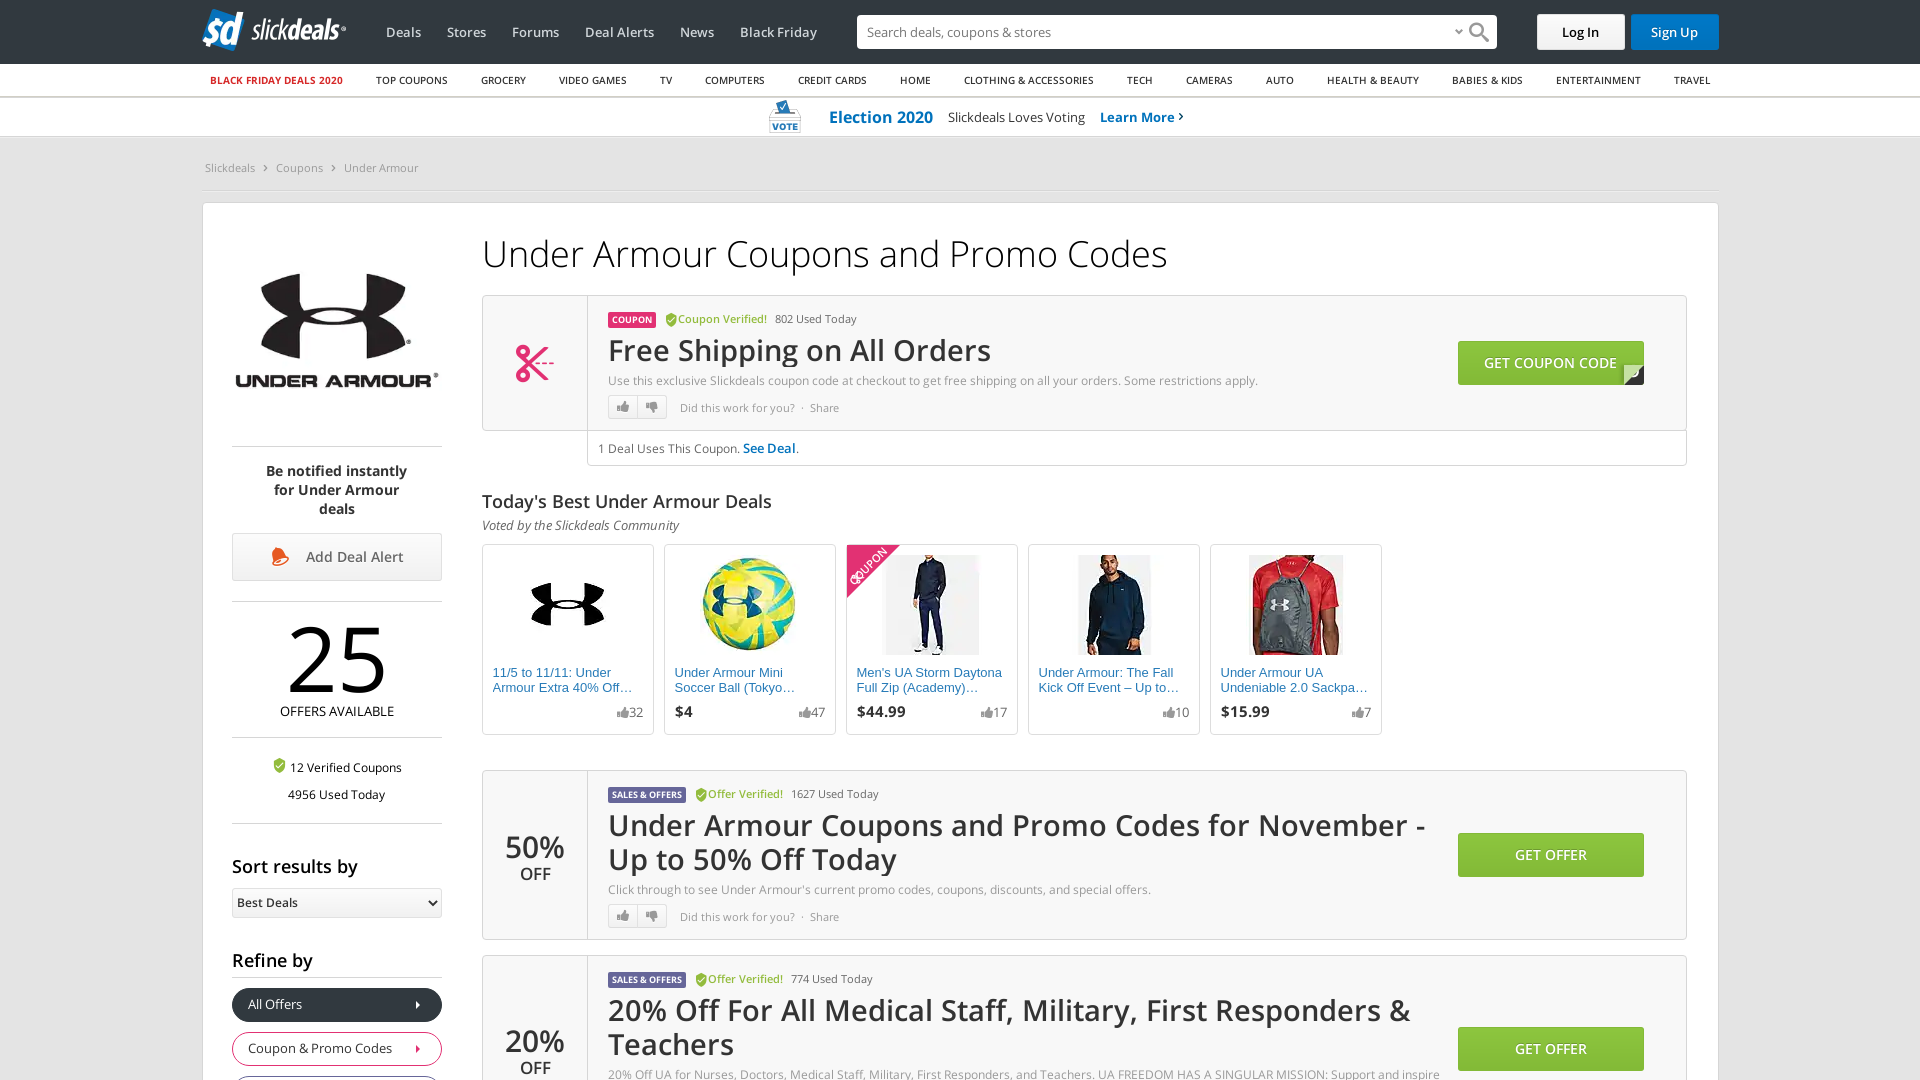 slickdeals
Deals
Stores
Forums
Deal Alerts
News
Black Friday
Search deals, coupons & stores
Log In
Sign Up
BLACK FRIDAY DEALS 2020
TOP COUPONS
GROCERY
VIDEO GAMES
TV
COMPUTERS
CREDIT CARDS
HOME
CLOTHING & ACCESSORIES
TECH
CAMERAS
AUTO
HEALTH & BEAUTY
BABIES & KIDS
ENTERTAINMENT
TRAVEL
VOTE
Election 2020
Slickdeals Loves Voting
Learn More
Slickdeals
Coupons
Under Armour
UNDER ARMOUR®
Be notified instantly
for Under Armour
deals
Add Deal Alert
25
OFFERS AVAILABLE
12 Verified Coupons
4956 Used Today
Sort results by
Best Deals
Refine by
All Offers
Coupon & Promo Codes
Under Armour Coupons and Promo Codes
COUPON
Coupon Verified!
802 Used Today
Free Shipping on All Orders
Use this exclusive Slickdeals coupon code at checkout to get free shipping on all your orders. Some restrictions apply.
Did this work for you? · Share
GET COUPON CODE
1 Deal Uses This Coupon. See Deal.
Today's Best Under Armour Deals
Voted by the Slickdeals Community
11/5 to 11/11: Under
Armour Extra 40% Off…
32
Under Armour Mini
Soccer Ball (Tokyo…
$4
47
COUPON
Men's UA Storm Daytona
Full Zip (Academy)…
$44.99
17
Under Armour: The Fall
Kick Off Event – Up to…
10
Under Armour UA
Undeniable 2.0 Sackpa…
$15.99
7
50%
OFF
SALES & OFFERS
Offer Verified!
1627 Used Today
Under Armour Coupons and Promo Codes for November -
Up to 50% Off Today
Click through to see Under Armour's current promo codes, coupons, discounts, and special offers.
Did this work for you? · Share
GET OFFER
20%
OFF
SALES & OFFERS
Offer Verified!
774 Used Today
20% Off For All Medical Staff, Military, First Responders &
Teachers
20% Off UA for Nurses, Doctors, Medical Staff, Military, First Responders, and Teachers. UA FREEDOM HAS A SINGULAR MISSION: Support and inspire
GET OFFER